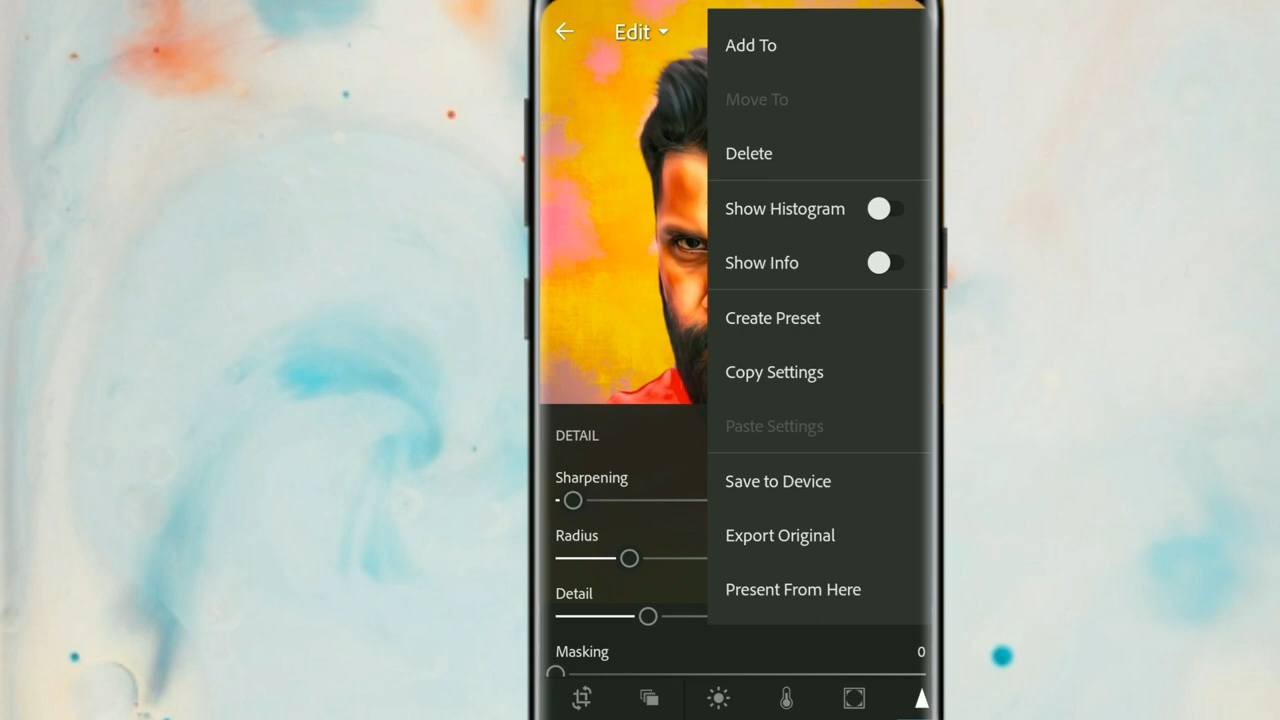 Edit
Add To
Move To
Delete
Show Histogram
Show Info
Create Preset
Copy Settings
Paste Settings
Save to Device
Export Original
Present From Here
DETAIL
Sharpening
Radius
Detail
Masking 0